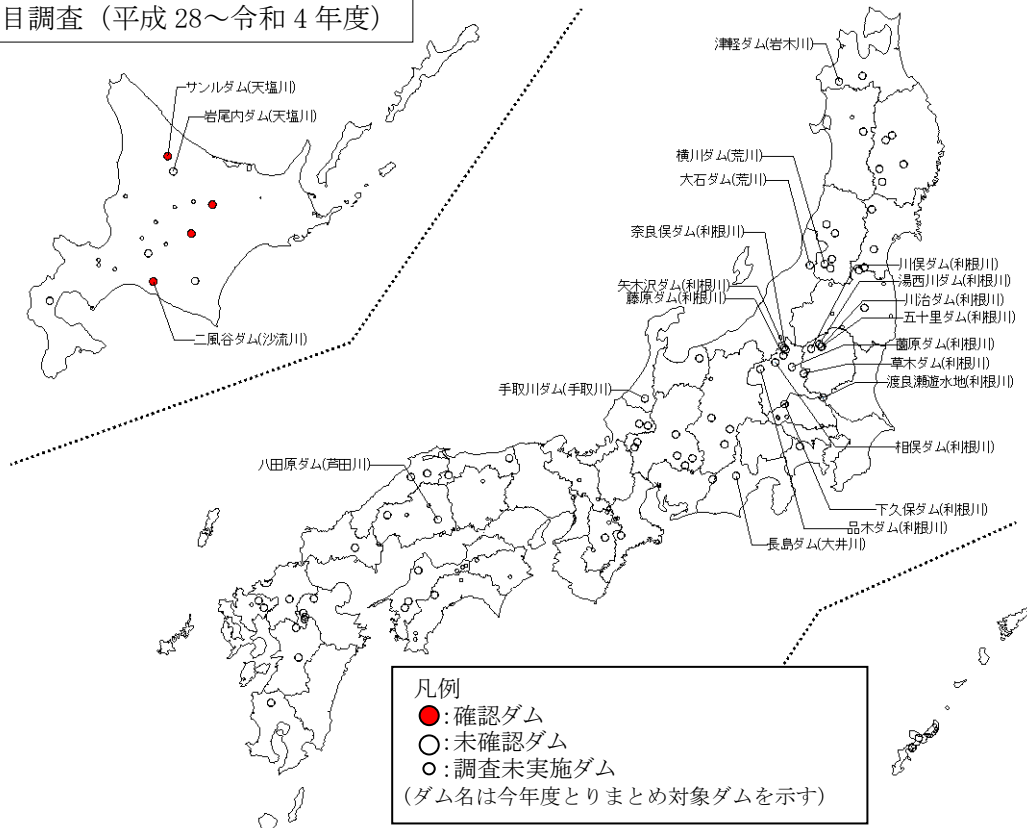 目調査（平成 28～令和 4 年度）
サンルダム(天塩川)
岩尾内ダム(天塩川)
二風谷ダム(沙流川)
津軽ダム(岩木川)
横川ダム(荒川)
大石ダム(荒川)
奈良俣ダム(利根川)
矢木沢ダム(利根川)
藤原ダム(利根川)
川俣ダム(利根川)
湯西川ダム(利根川)
川治ダム(利根川)
五十里ダム(利根川)
薗原ダム(利根川)
草木ダム(利根川)
渡良瀬遊水地(利根川)
手取川ダム(手取川)
相俣ダム(利根川)
八田原ダム(芦田川)
下久保ダム(利根川)
品木ダム(利根川)
長島ダム(大井川)
凡例
：確認ダム
：未確認ダム
：調査未実施ダム
(ダム名は今年度とりまとめ対象ダムを示す)